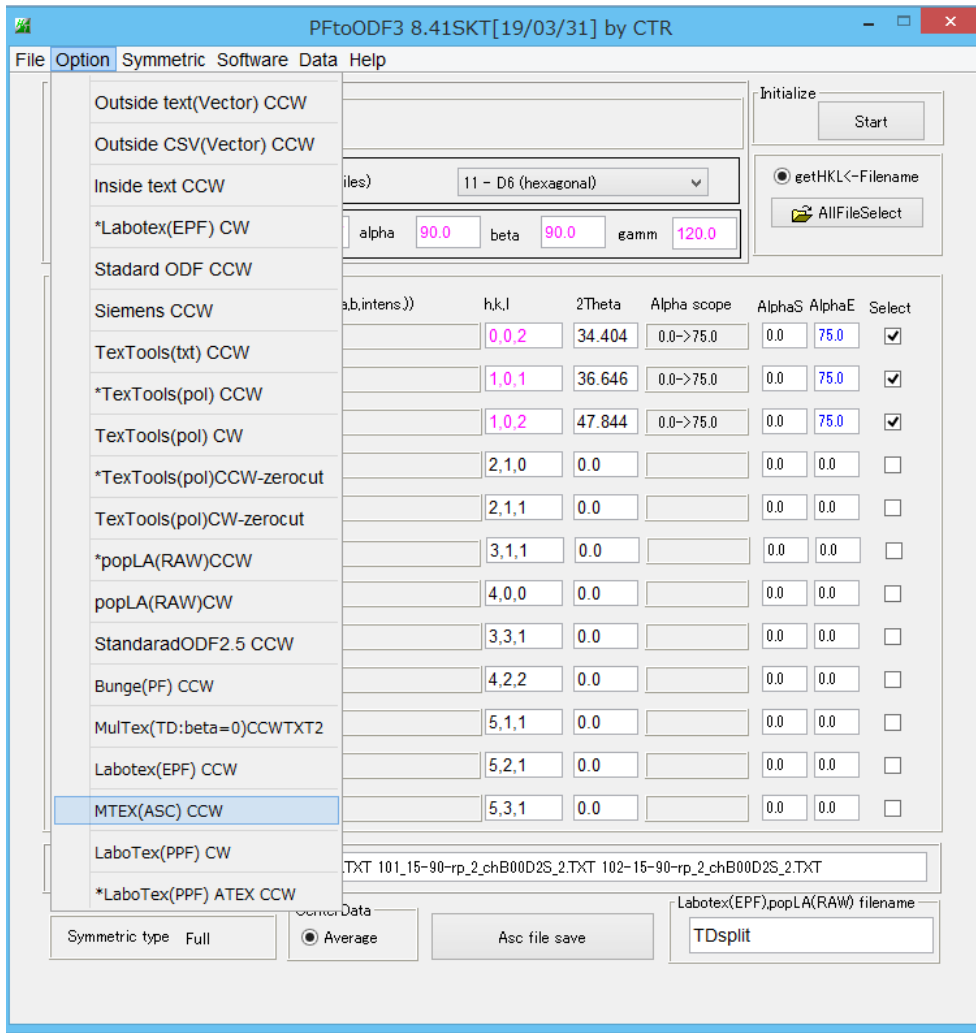 PFtoODF3 8.41SKT[19/03/31] by CTR
File Option Symmetric Software Data Help
Outside text(Vector) CCW
Outside CSV(Vector) CCW
Inside text CCW
*Labotex(EPF) CW
Stadard ODF CCW
Siemens CCW
TexTools(txt) CCW
*TexTools(pol) CCW
TexTools(pol) CW
*TexTools(pol)CCW-zerocut
TexTools(pol)CW-zerocut
*popLA(RAW)CCW
popLA(RAW)CW
StandaradODF2.5 CCW
Bunge(PF) CCW
MulTex(TD:beta=0)CCWTXT2
Labotex(EPF) CCW
MTEX(ASC) CCW
LaboTex(PPF) CW
*LaboTex(PPF) ATEX CCW
Initialize
Start
iles) 11 - D6 (hexagonal)
getHKL<-Filename
AllFileSelect
alpha 90.0 beta 90.0 gamm 120.0
a,b,intens.)) h,k,l 2Theta Alpha scope AlphaS AlphaE Select
0,0,2 34.404 0.0->75.0 0.0 75.0
1,0,1 36.646 0.0->75.0 0.0 75.0
1,0,2 47.844 0.0->75.0 0.0 75.0
2,1,0 0.0 0.0 0.0
2,1,1 0.0 0.0 0.0
3,1,1 0.0 0.0 0.0
4,0,0 0.0 0.0 0.0
3,3,1 0.0 0.0 0.0
4,2,2 0.0 0.0 0.0
5,1,1 0.0 0.0 0.0
5,2,1 0.0 0.0 0.0
5,3,1 0.0 0.0 0.0
.TXT 101_15-90-rp_2_chB00D2S_2.TXT 102-15-90-rp_2_chB00D2S_2.TXT
Symmetric type Full
CenterData
Average
Asc file save
Labotex(EPF),popLA(RAW) filename
TDsplit